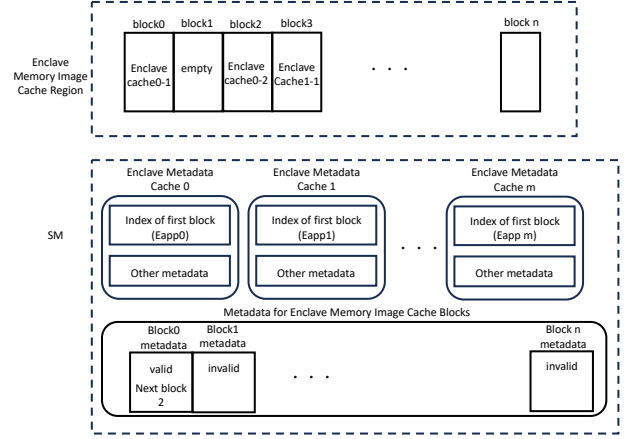 block0 block1 block2 block3 block n
Enclave
Memory Image
Cache Region
Enclave
cache0-1
empty
Enclave
cache0-2
Enclave
Cache1-1
. . .
SM
Enclave Metadata
Cache 0
Enclave Metadata
Cache 1
Enclave Metadata
Cache m
Index of first block
(Eapp0)
Index of first block
(Eapp1)
Index of first block
(Eapp m)
. . .
Other metadata
Other metadata
Other metadata
Metadata for Enclave Memory Image Cache Blocks
Block0
metadata
Block1
metadata
Block n
metadata
valid
Next block
2
invalid
. . .
invalid